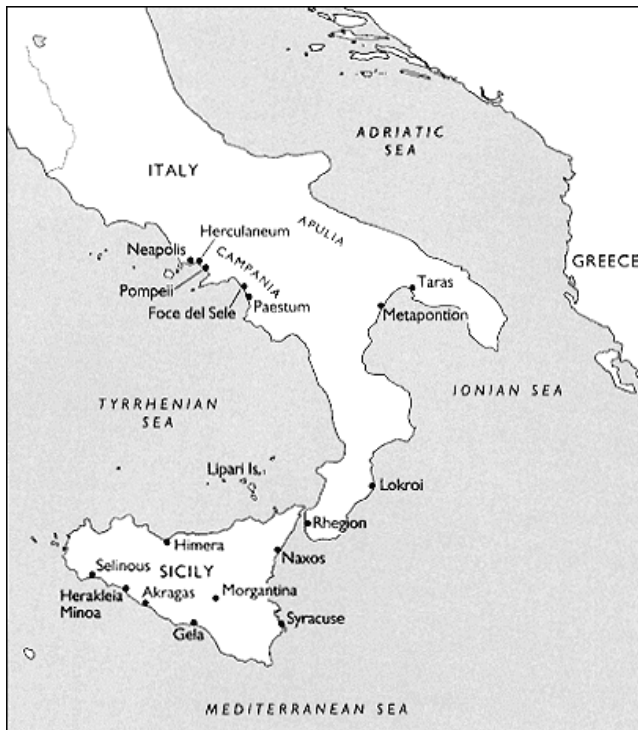 ADRIATIC
SEA
ITALY
APULIA
Herculaneum
Neapolis
CAMPANIA
GREECE
Pompeii
Taras
Foce del Sele
Paestum
Metapontion
IONIAN SEA
TYRRHENIAN
SEA
Lipari Is.
Lokroi
Rhegion
Himera
Naxos
Selinous
SICILY
Herakleia
Minoa
Akragas
Morgantina
Gela
Syracuse
MEDITERRANEAN SEA